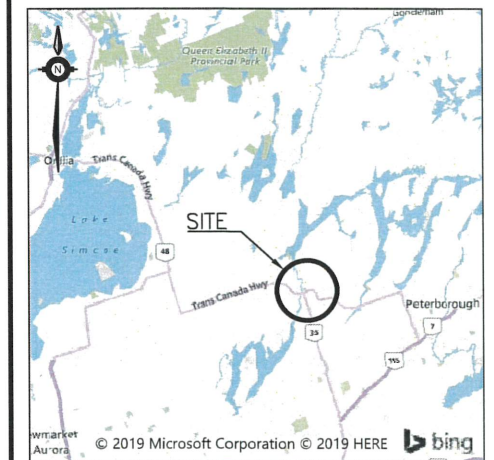 Gooderham
Queen Elizabeth II
Provincial Park
N
Orillia
Trans Canada Hwy
Lake
Simcoe
48
SITE
Trans Canada Hwy
Peterborough
7
35
115
wmarket
Aurora
© 2019 Microsoft Corporation © 2019 HERE
bing